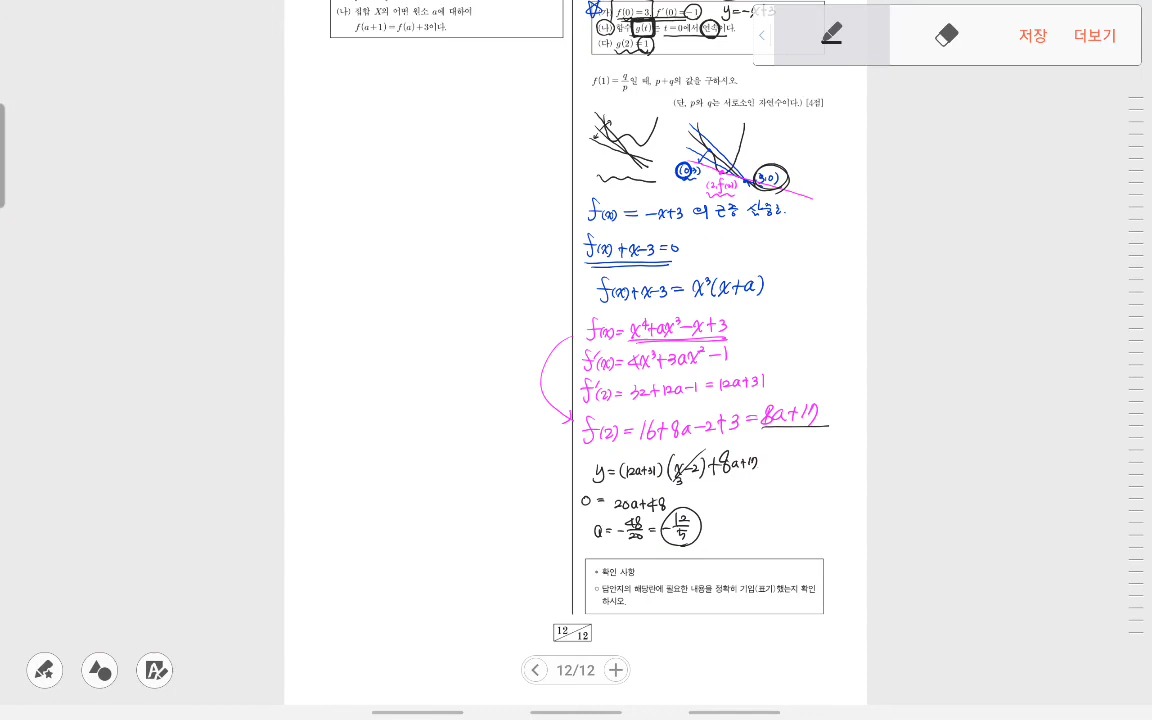 (나) 집합 X의 어떤 원소 a에 대하여
f(a+1)=f(a)+3이다.
(가) f(0)=3, f′(0)=-1
y=-x+3
(나) 함수 g(t)는 t=0에서 연속이다.
(다) g(2)=1
f(1)=q/p일 때, p+q의 값을 구하시오.
(단, p와 q는 서로소인 자연수이다.) [4점]
(0,3)
(3,0)
(2,f(2))
f(x) = -x+3 의
f(x)+x-3=0
f(x)+x-3= x³(x+a)
f(x)= x⁴+ax³-x+3
f′(x)= 4x³+3ax²-1
f′(2)= 32+12a-1 = 12a+31
f(2) = 16+8a-2+3 = 8a+17
y=(12a+31)(x-2)+8a+17
3
0 = 20a+48
a = -48/20 = -12/5
• 확인 사항
○ 답안지의 해당란에 필요한 내용을 정확히 기입(표기)했는지 확인
하시오.
12/12
저장 더보기
12/12